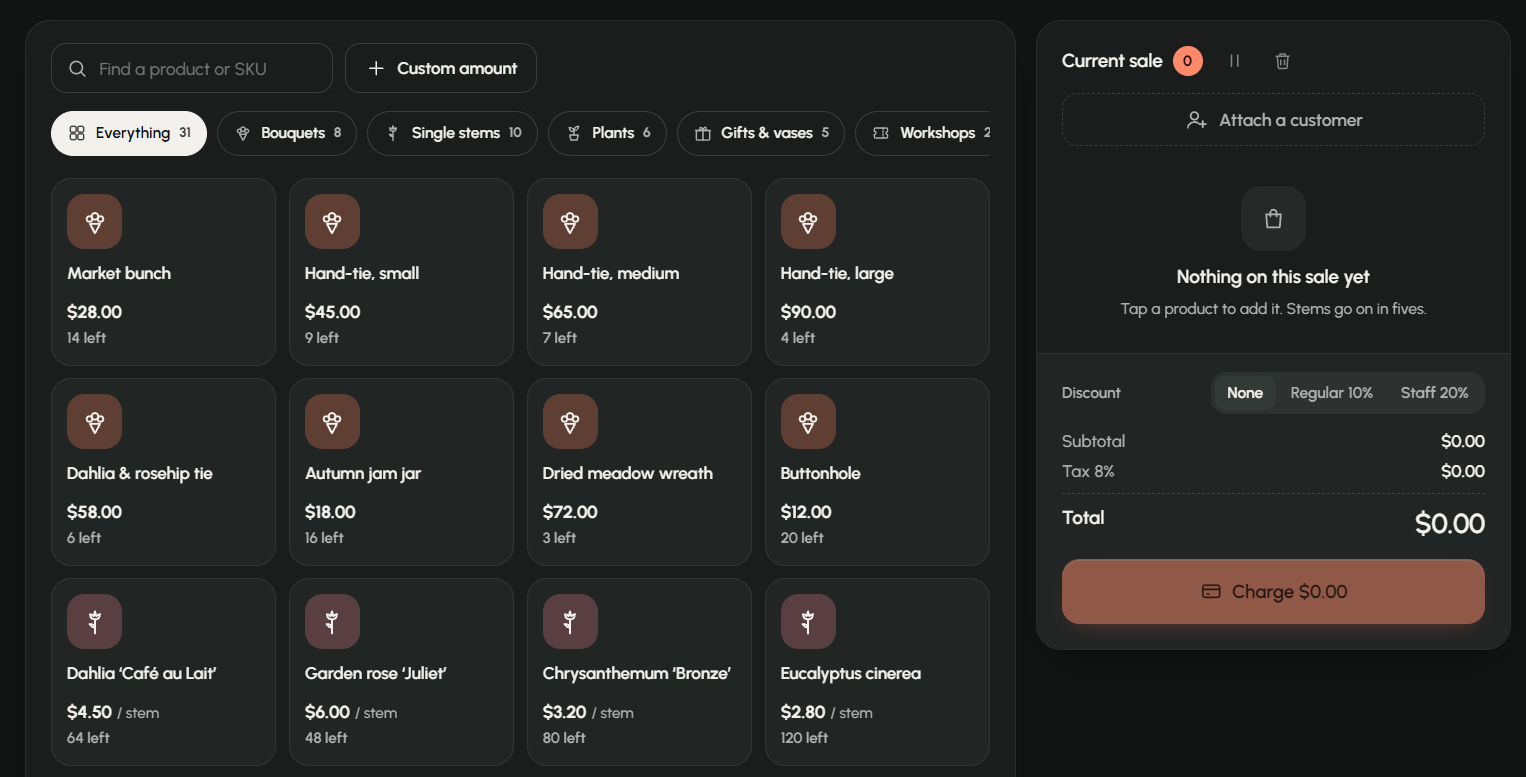 Find a product or SKU
Custom amount
Everything 31
Bouquets 8
Single stems 10
Plants 6
Gifts & vases 5
Workshops 2
Market bunch
$28.00
14 left
Hand-tie, small
$45.00
9 left
Hand-tie, medium
$65.00
7 left
Hand-tie, large
$90.00
4 left
Dahlia & rosehip tie
$58.00
6 left
Autumn jam jar
$18.00
16 left
Dried meadow wreath
$72.00
3 left
Buttonhole
$12.00
20 left
Dahlia ‘Café au Lait’
$4.50 / stem
64 left
Garden rose ‘Juliet’
$6.00 / stem
48 left
Chrysanthemum ‘Bronze’
$3.20 / stem
80 left
Eucalyptus cinerea
$2.80 / stem
120 left
Current sale 0
Attach a customer
Nothing on this sale yet
Tap a product to add it. Stems go on in fives.
Discount None Regular 10% Staff 20%
Subtotal $0.00
Tax 8% $0.00
Total $0.00
Charge $0.00